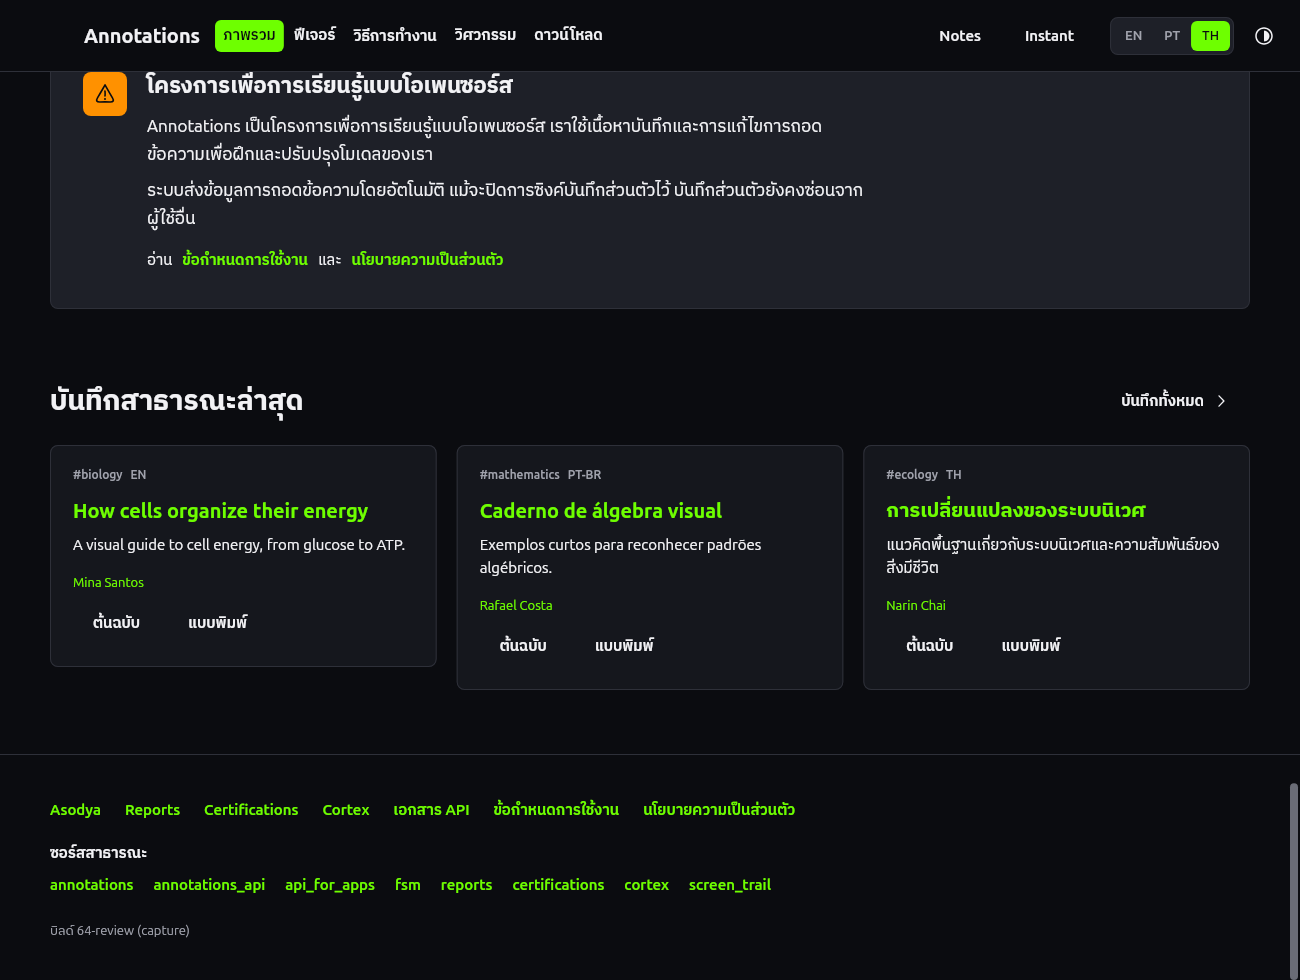 Annotations ภาพรวม ฟีเจอร์ วิธีการทำงาน วิศวกรรม ดาวน์โหลด Notes Instant EN PT TH
โครงการเพื่อการเรียนรู้แบบโอเพนซอร์ส
Annotations เป็นโครงการเพื่อการเรียนรู้แบบโอเพนซอร์ส เราใช้เนื้อหาบันทึกและการแก้ไขการถอด
ข้อความเพื่อฝึกและปรับปรุงโมเดลของเรา
ระบบส่งข้อมูลการถอดข้อความโดยอัตโนมัติ แม้จะปิดการซิงค์บันทึกส่วนตัวไว้ บันทึกส่วนตัวยังคงซ่อนจาก
ผู้ใช้อื่น
อ่าน ข้อกำหนดการใช้งาน และ นโยบายความเป็นส่วนตัว
บันทึกสาธารณะล่าสุด
บันทึกทั้งหมด
#biology EN
How cells organize their energy
A visual guide to cell energy, from glucose to ATP.
Mina Santos
ต้นฉบับ แบบพิมพ์
#mathematics PT-BR
Caderno de álgebra visual
Exemplos curtos para reconhecer padrões
algébricos.
Rafael Costa
ต้นฉบับ แบบพิมพ์
#ecology TH
การเปลี่ยนแปลงของระบบนิเวศ
แนวคิดพื้นฐานเกี่ยวกับระบบนิเวศและความสัมพันธ์ของ
สิ่งมีชีวิต
Narin Chai
ต้นฉบับ แบบพิมพ์
Asodya Reports Certifications Cortex เอกสาร API ข้อกำหนดการใช้งาน นโยบายความเป็นส่วนตัว
ซอร์สสาธารณะ
annotations annotations_api api_for_apps fsm reports certifications cortex screen_trail
บิลด์ 64-review (capture)